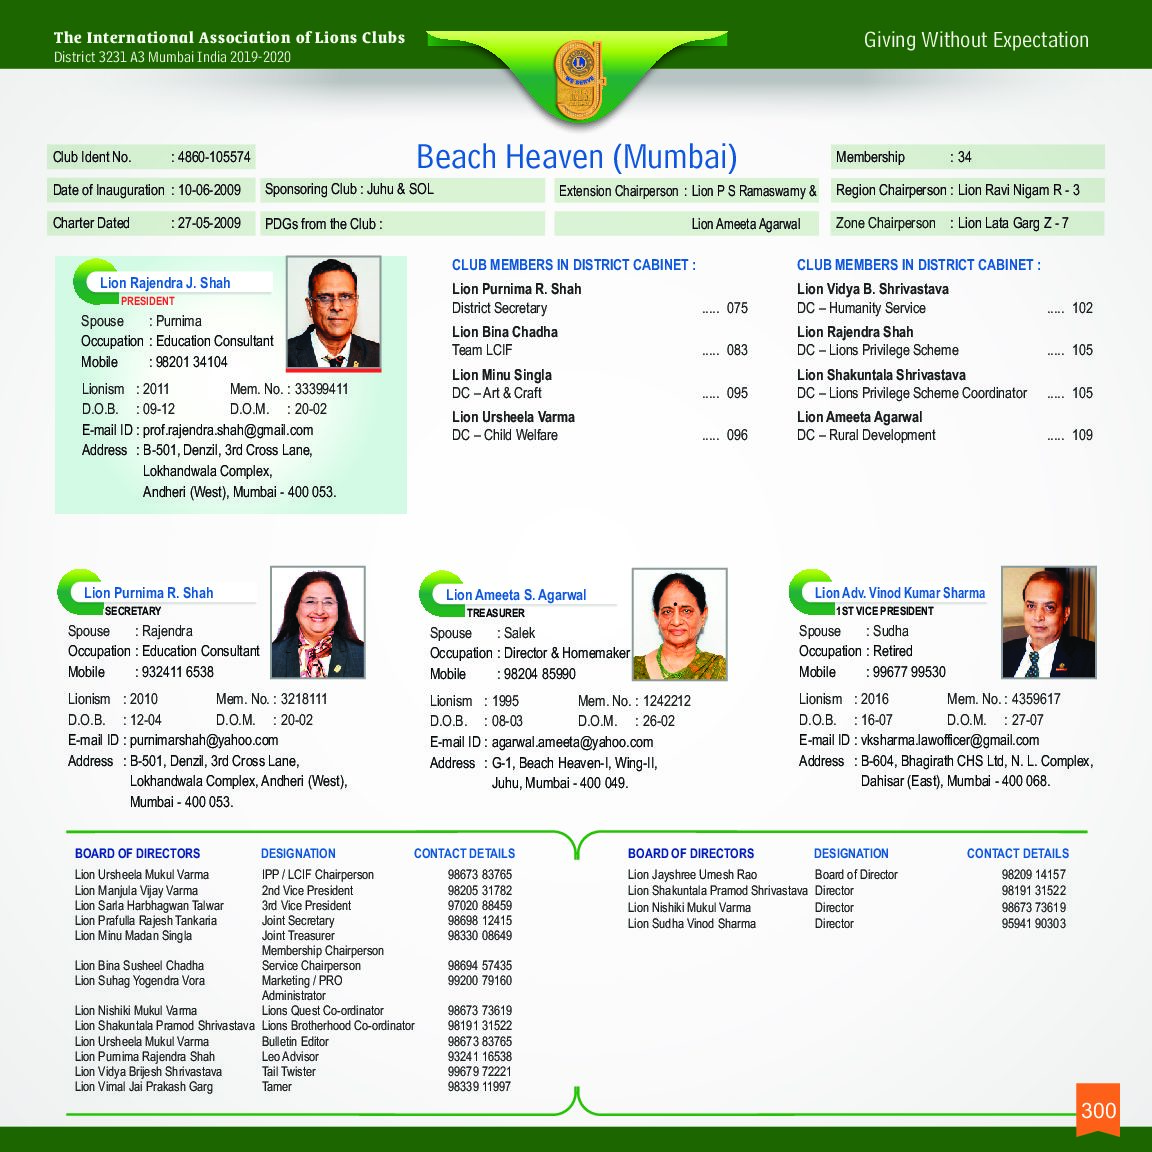 The International Association of Lions Clubs
District 3231 A3 Mumbai India 2019-2020
Giving Without Expectation
WE SERVE
Beach Heaven (Mumbai)
Club Ident No. : 4860-105574
Membership : 34
Date of Inauguration : 10-06-2009
Sponsoring Club : Juhu & SOL
Extension Chairperson : Lion P S Ramaswamy &
Region Chairperson : Lion Ravi Nigam R - 3
Charter Dated : 27-05-2009
PDGs from the Club :
Lion Ameeta Agarwal
Zone Chairperson : Lion Lata Garg Z - 7
Lion Rajendra J. Shah
PRESIDENT
Spouse : Purnima
Occupation : Education Consultant
Mobile : 98201 34104
Lionism : 2011 Mem. No. : 33399411
D.O.B. : 09-12 D.O.M. : 20-02
E-mail ID : prof.rajendra.shah@gmail.com
Address : B-501, Denzil, 3rd Cross Lane,
Lokhandwala Complex,
Andheri (West), Mumbai - 400 053.
CLUB MEMBERS IN DISTRICT CABINET :
Lion Purnima R. Shah
District Secretary ..... 075
Lion Bina Chadha
Team LCIF ..... 083
Lion Minu Singla
DC – Art & Craft ..... 095
Lion Ursheela Varma
DC – Child Welfare ..... 096
CLUB MEMBERS IN DISTRICT CABINET :
Lion Vidya B. Shrivastava
DC – Humanity Service ..... 102
Lion Rajendra Shah
DC – Lions Privilege Scheme ..... 105
Lion Shakuntala Shrivastava
DC – Lions Privilege Scheme Coordinator ..... 105
Lion Ameeta Agarwal
DC – Rural Development ..... 109
Lion Purnima R. Shah
SECRETARY
Spouse : Rajendra
Occupation : Education Consultant
Mobile : 932411 6538
Lionism : 2010 Mem. No. : 3218111
D.O.B. : 12-04 D.O.M. : 20-02
E-mail ID : purnimarshah@yahoo.com
Address : B-501, Denzil, 3rd Cross Lane,
Lokhandwala Complex, Andheri (West),
Mumbai - 400 053.
Lion Ameeta S. Agarwal
TREASURER
Spouse : Salek
Occupation : Director & Homemaker
Mobile : 98204 85990
Lionism : 1995 Mem. No. : 1242212
D.O.B. : 08-03 D.O.M. : 26-02
E-mail ID : agarwal.ameeta@yahoo.com
Address : G-1, Beach Heaven-I, Wing-II,
Juhu, Mumbai - 400 049.
Lion Adv. Vinod Kumar Sharma
1ST VICE PRESIDENT
Spouse : Sudha
Occupation : Retired
Mobile : 99677 99530
Lionism : 2016 Mem. No. : 4359617
D.O.B. : 16-07 D.O.M. : 27-07
E-mail ID : vksharma.lawofficer@gmail.com
Address : B-604, Bhagirath CHS Ltd, N. L. Complex,
Dahisar (East), Mumbai - 400 068.
BOARD OF DIRECTORS DESIGNATION CONTACT DETAILS
Lion Ursheela Mukul Varma IPP / LCIF Chairperson 98673 83765
Lion Manjula Vijay Varma 2nd Vice President 98205 31782
Lion Sarla Harbhagwan Talwar 3rd Vice President 97020 88459
Lion Prafulla Rajesh Tankaria Joint Secretary 98698 12415
Lion Minu Madan Singla Joint Treasurer 98330 08649
Membership Chairperson
Lion Bina Susheel Chadha Service Chairperson 98694 57435
Lion Suhag Yogendra Vora Marketing / PRO 99200 79160
Administrator
Lion Nishiki Mukul Varma Lions Quest Co-ordinator 98673 73619
Lion Shakuntala Pramod Shrivastava Lions Brotherhood Co-ordinator 98191 31522
Lion Ursheela Mukul Varma Bulletin Editor 98673 83765
Lion Purnima Rajendra Shah Leo Advisor 93241 16538
Lion Vidya Brijesh Shrivastava Tail Twister 99679 72221
Lion Vimal Jai Prakash Garg Tamer 98339 11997
BOARD OF DIRECTORS DESIGNATION CONTACT DETAILS
Lion Jayshree Umesh Rao Board of Director 98209 14157
Lion Shakuntala Pramod Shrivastava Director 98191 31522
Lion Nishiki Mukul Varma Director 98673 73619
Lion Sudha Vinod Sharma Director 95941 90303
300